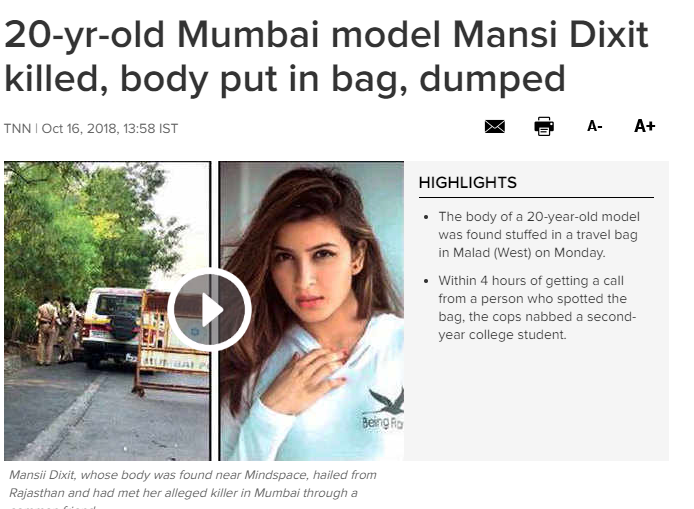 20-yr-old Mumbai model Mansi Dixit
killed, body put in bag, dumped
TNN | Oct 16, 2018, 13:58 IST
A- A+
HIGHLIGHTS
• The body of a 20-year-old model
was found stuffed in a travel bag
in Malad (West) on Monday.
• Within 4 hours of getting a call
from a person who spotted the
bag, the cops nabbed a second-
year college student.
MUMBAI PO
Being
Mansii Dixit, whose body was found near Mindspace, hailed from
Rajasthan and had met her alleged killer in Mumbai through a